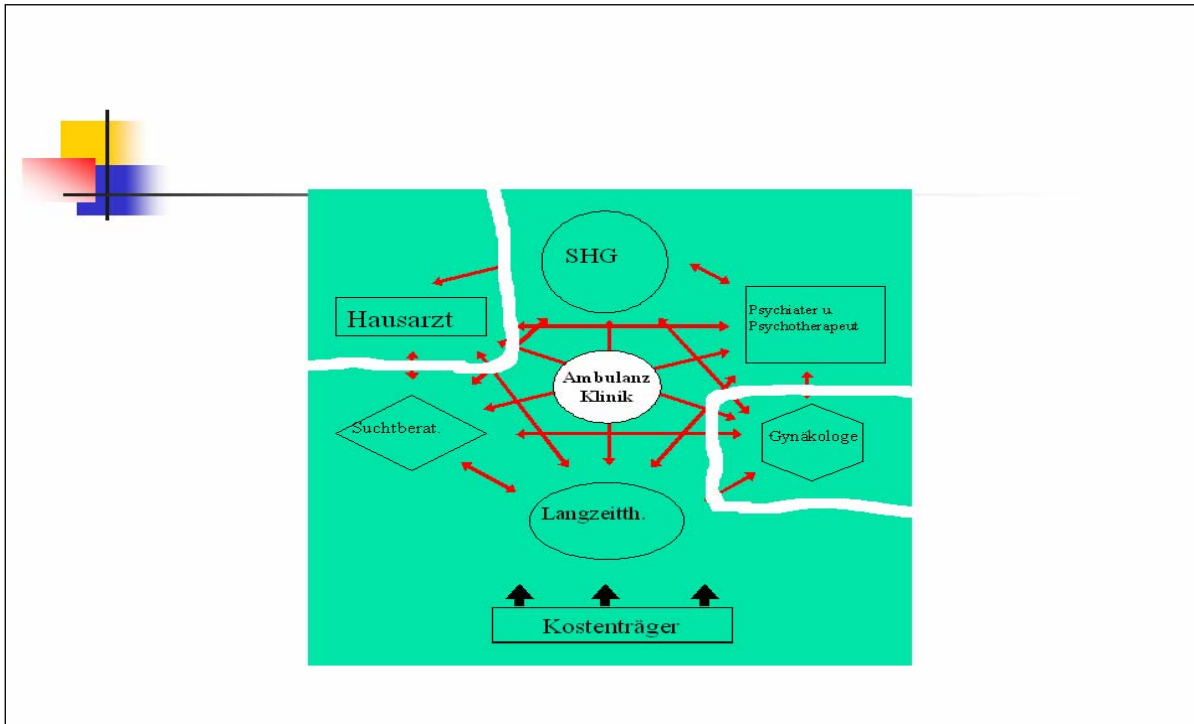 SHG
Hausarzt
Psychiater u.
Psychotherapeut
Ambulanz
Klinik
Suchtberat.
Gynäkologe
Langzeitth.
Kostenträger